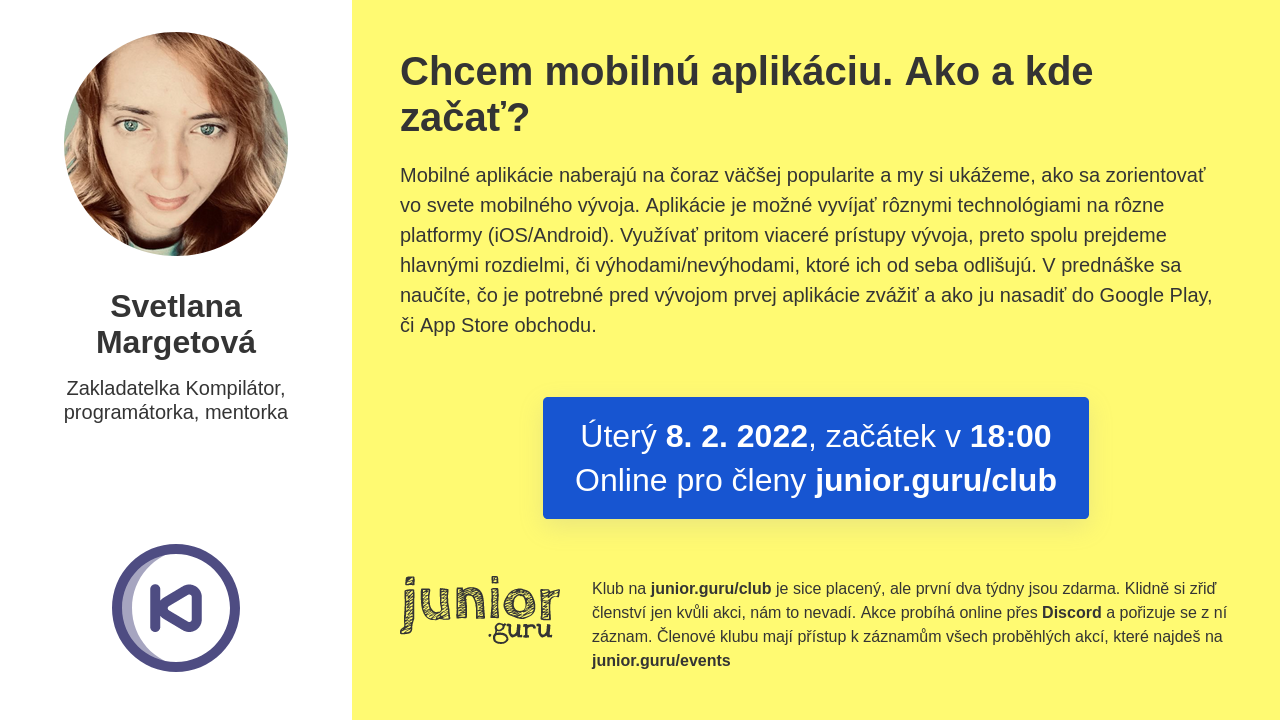 Svetlana
Margetová
Zakladatelka Kompilátor,
programátorka, mentorka
Chcem mobilnú aplikáciu. Ako a kde
začať?
Mobilné aplikácie naberajú na čoraz väčšej popularite a my si ukážeme, ako sa zorientovať
vo svete mobilného vývoja. Aplikácie je možné vyvíjať rôznymi technológiami na rôzne
platformy (iOS/Android). Využívať pritom viaceré prístupy vývoja, preto spolu prejdeme
hlavnými rozdielmi, či výhodami/nevýhodami, ktoré ich od seba odlišujú. V prednáške sa
naučíte, čo je potrebné pred vývojom prvej aplikácie zvážiť a ako ju nasadiť do Google Play,
či App Store obchodu.
Úterý 8. 2. 2022, začátek v 18:00
Online pro členy junior.guru/club
junior
.guru
Klub na junior.guru/club je sice placený, ale první dva týdny jsou zdarma. Klidně si zřiď
členství jen kvůli akci, nám to nevadí. Akce probíhá online přes Discord a pořizuje se z ní
záznam. Členové klubu mají přístup k záznamům všech proběhlých akcí, které najdeš na
junior.guru/events